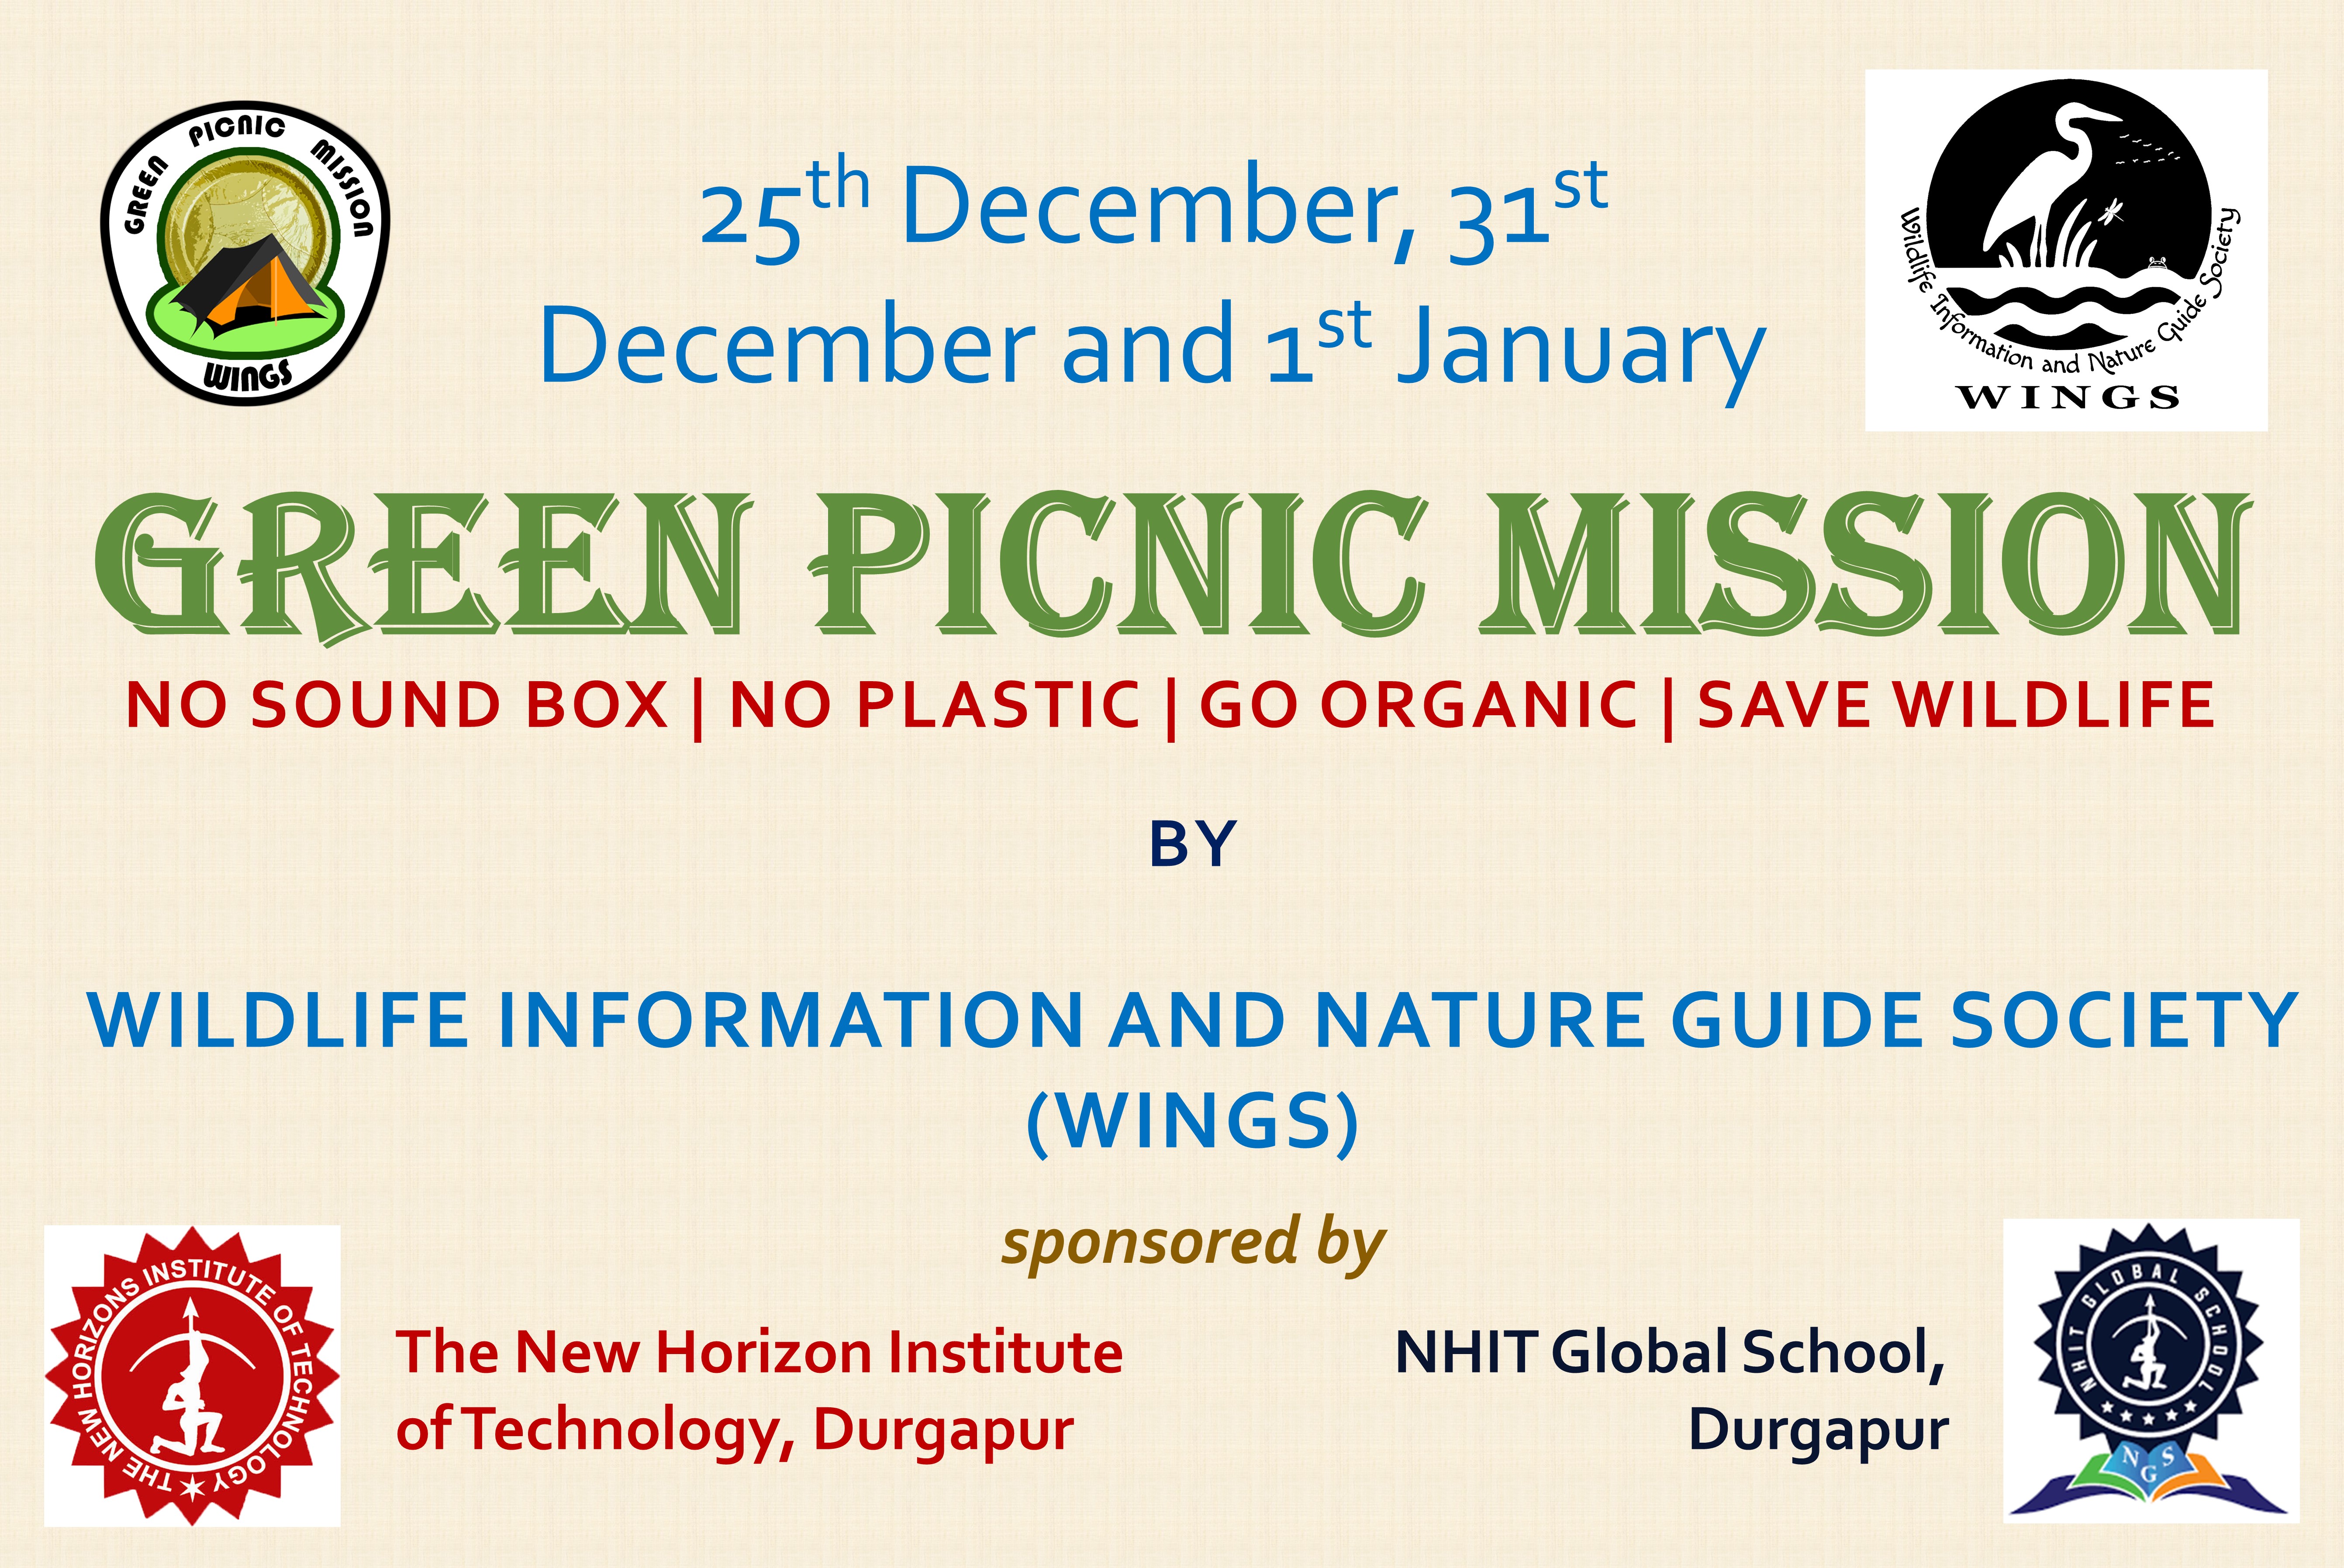 GREEN PICNIC MISSION
WINGS
25th December, 31st
December and 1st January
Wildlife Information and Nature Guide Society
WINGS
GREEN PICNIC MISSION
NO SOUND BOX | NO PLASTIC | GO ORGANIC | SAVE WILDLIFE
BY
WILDLIFE INFORMATION AND NATURE GUIDE SOCIETY
(WINGS)
sponsored by
THE NEW HORIZONS INSTITUTE OF TECHNOLOGY
The New Horizon Institute
of Technology, Durgapur
NHIT Global School,
Durgapur
NHIT GLOBAL SCHOOL
NGS